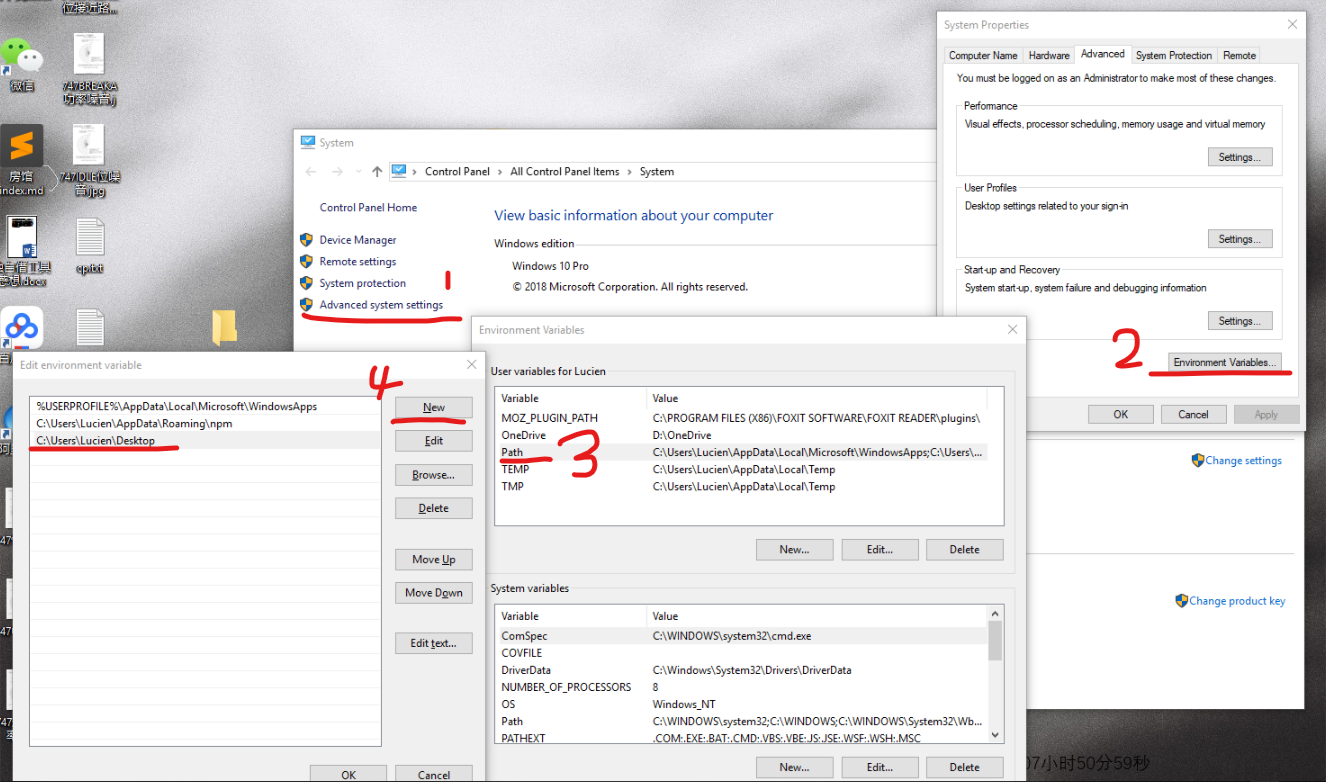 位接近路...
微信
747BREAKA
功率噪音.jpg
房馆
index.md
747IDLE位噪
音.jpg
感想.docx
qp.txt
System
Control Panel > All Control Panel Items > System
Control Panel Home
Device Manager
Remote settings
System protection
Advanced system settings
1
View basic information about your computer
Windows edition
Windows 10 Pro
© 2018 Microsoft Corporation. All rights reserved.
System Properties
Computer Name Hardware Advanced System Protection Remote
You must be logged on as an Administrator to make most of these changes.
Performance
Visual effects, processor scheduling, memory usage and virtual memory
Settings...
User Profiles
Desktop settings related to your sign-in
Settings...
Start-up and Recovery
System start-up, system failure and debugging information
Settings...
2
Environment Variables...
OK Cancel Apply
Change settings
Change product key
Environment Variables
User variables for Lucien
Variable Value
MOZ_PLUGIN_PATH C:\PROGRAM FILES (X86)\FOXIT SOFTWARE\FOXIT READER\plugins\
OneDrive D:\OneDrive
Path C:\Users\Lucien\AppData\Local\Microsoft\WindowsApps;C:\Users\...
3
TEMP C:\Users\Lucien\AppData\Local\Temp
TMP C:\Users\Lucien\AppData\Local\Temp
New... Edit... Delete
System variables
Variable Value
ComSpec C:\WINDOWS\system32\cmd.exe
COVFILE
DriverData C:\Windows\System32\Drivers\DriverData
NUMBER_OF_PROCESSORS 8
OS Windows_NT
Path C:\WINDOWS\system32;C:\WINDOWS;C:\WINDOWS\System32\Wb...
PATHEXT .COM;.EXE;.BAT;.CMD;.VBS;.VBE;.JS;.JSE;.WSF;.WSH;.MSC
New... Edit... Delete
Edit environment variable
4
%USERPROFILE%\AppData\Local\Microsoft\WindowsApps
C:\Users\Lucien\AppData\Roaming\npm
C:\Users\Lucien\Desktop
New
Edit
Browse...
Delete
Move Up
Move Down
Edit text...
OK Cancel
07小时50分59秒